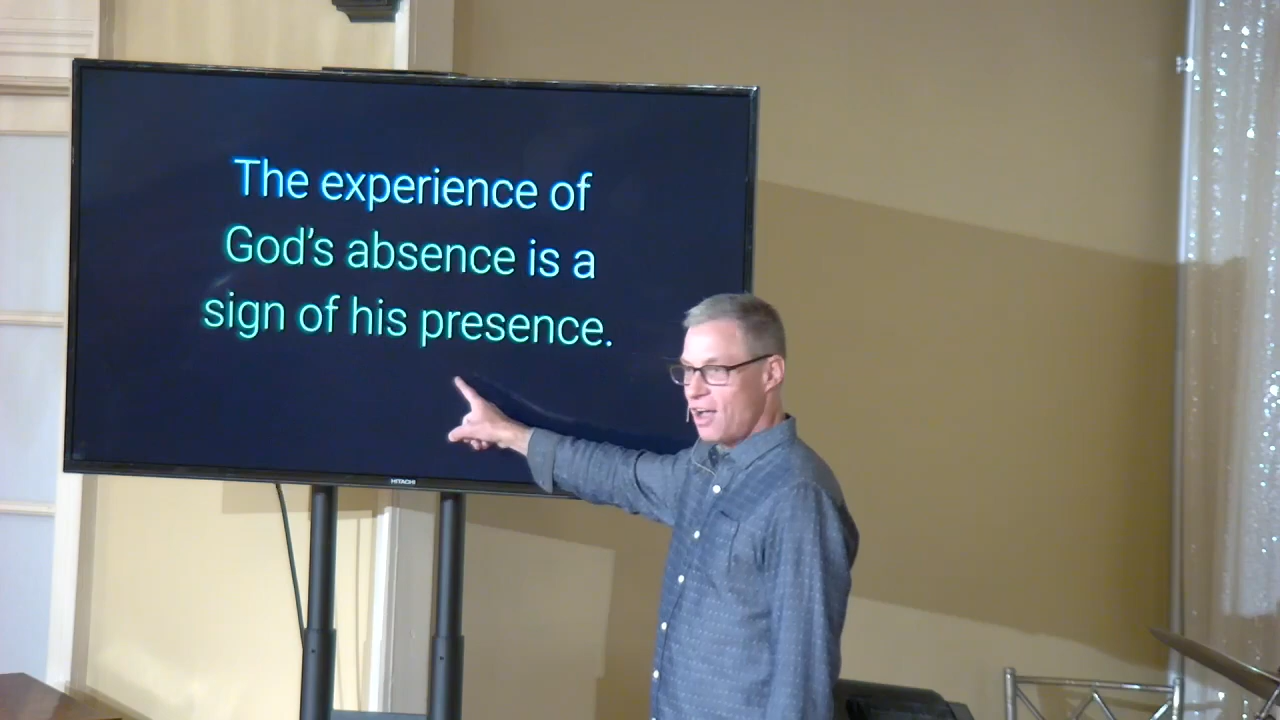 The experience of
God's absence is a
sign of his presence.
HITACHI